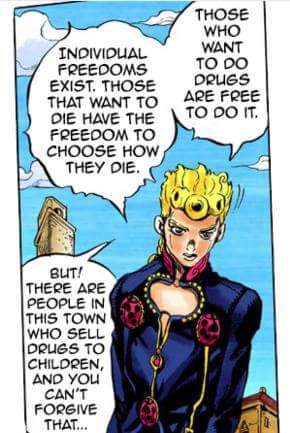 THOSE
WHO
WANT
TO DO
DRUGS
ARE FREE
TO DO IT.
INDIVIDUAL
FREEDOMS
EXIST. THOSE
THAT WANT TO
DIE HAVE THE
FREEDOM TO
CHOOSE HOW
THEY DIE.
BUT!
THERE ARE
PEOPLE IN
THIS TOWN
WHO SELL
DRUGS TO
CHILDREN,
AND YOU
CAN'T
FORGIVE
THAT...